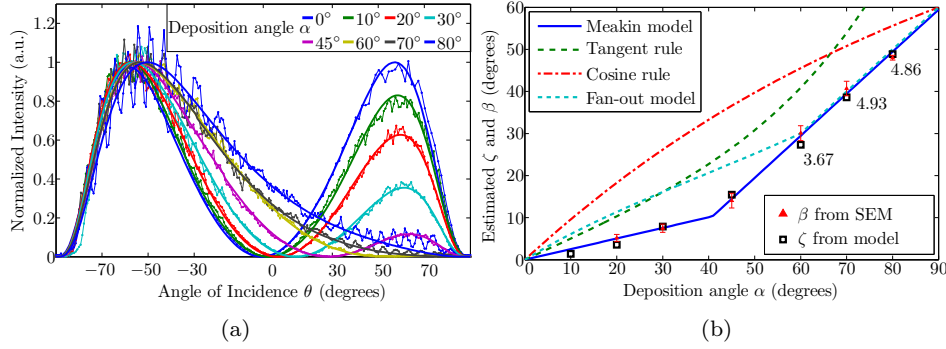 Deposition angle α
0° 10° 20° 30°
45° 60° 70° 80°
Normalized Intensity (a.u.)
1
0.8
0.6
0.4
0.2
0
−70 −50 −30 0 30 50 70
Angle of Incidence θ (degrees)
(a)
Meakin model
Tangent rule
Cosine rule
Fan-out model
Estimated ζ and β (degrees)
60
50
40
30
20
10
0
4.86
4.93
3.67
β from SEM
ζ from model
0 10 20 30 40 50 60 70 80 90
Deposition angle α (degrees)
(b)